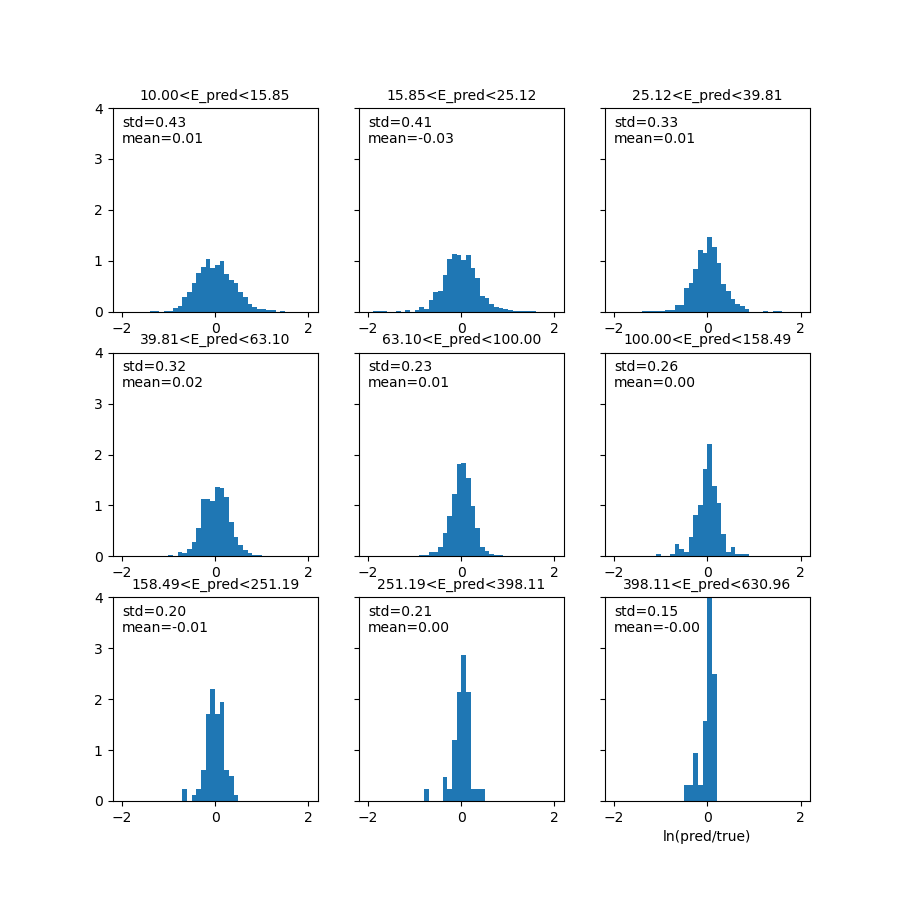 10.00<E_pred<15.85
15.85<E_pred<25.12
25.12<E_pred<39.81
4
3
2
1
0
std=0.43
mean=0.01
std=0.41
mean=-0.03
std=0.33
mean=0.01
−2
0
2
−2
0
2
−2
0
2
39.81<E_pred<63.10
63.10<E_pred<100.00
100.00<E_pred<158.49
4
3
2
1
0
std=0.32
mean=0.02
std=0.23
mean=0.01
std=0.26
mean=0.00
−2
0
2
−2
0
2
−2
0
2
158.49<E_pred<251.19
251.19<E_pred<398.11
398.11<E_pred<630.96
4
3
2
1
0
std=0.20
mean=-0.01
std=0.21
mean=0.00
std=0.15
mean=-0.00
−2
0
2
−2
0
2
−2
0
2
ln(pred/true)